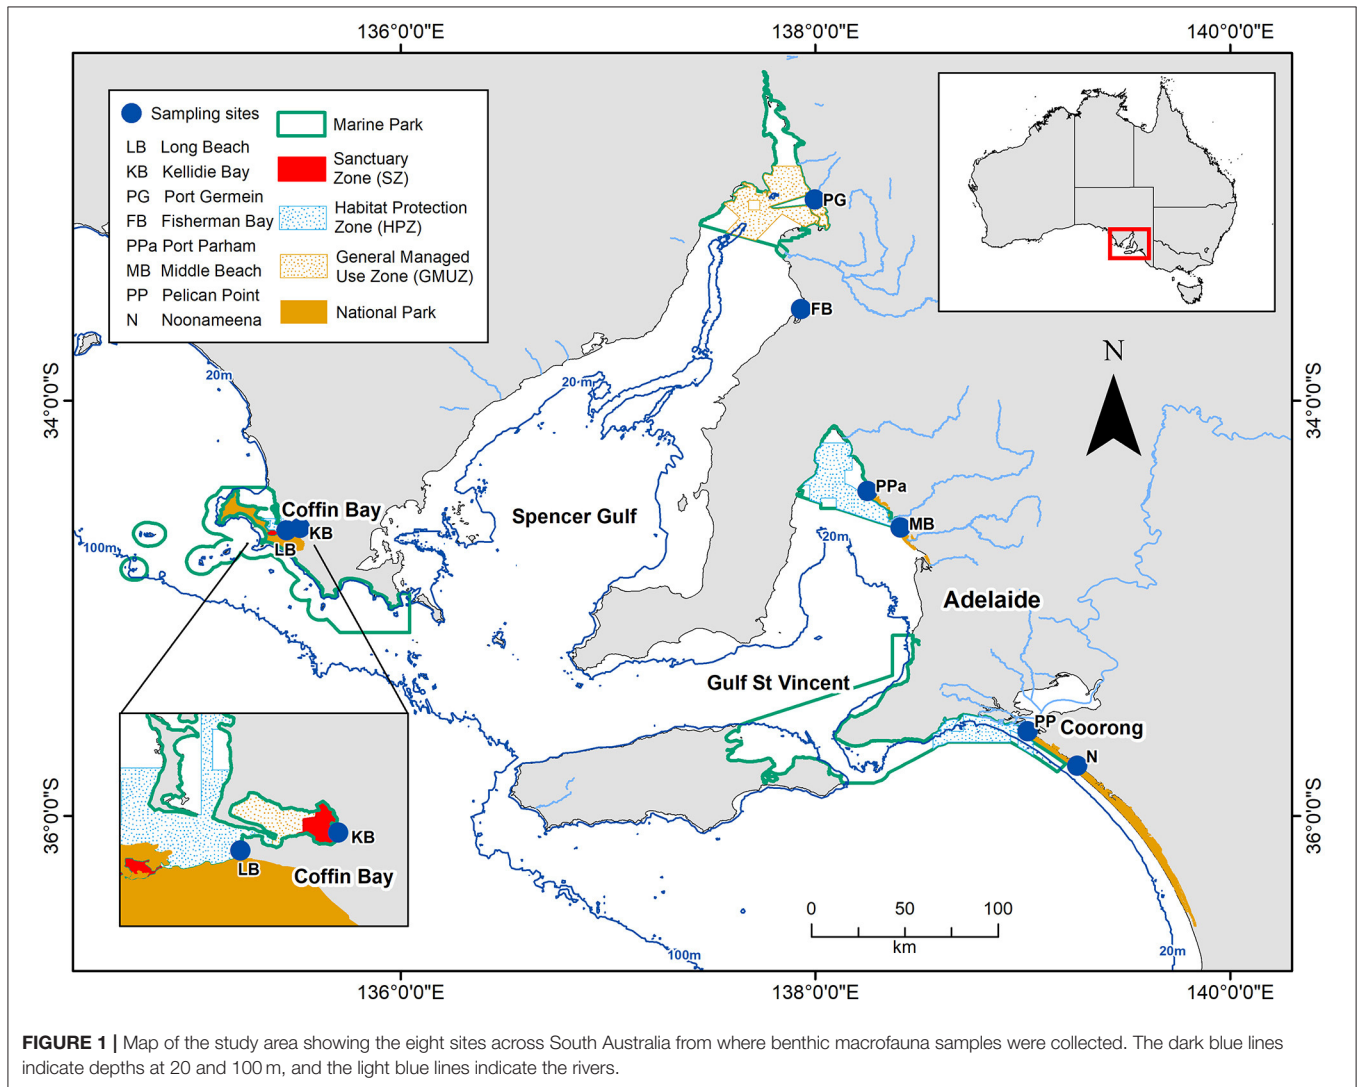 136°0'0"E
138°0'0"E
140°0'0"E
Sampling sites
LB Long Beach
KB Kellidie Bay
PG Port Germein
FB Fisherman Bay
PPa Port Parham
MB Middle Beach
PP Pelican Point
N Noonameena
Marine Park
Sanctuary
Zone (SZ)
Habitat Protection
Zone (HPZ)
General Managed
Use Zone (GMUZ)
National Park
PG
FB
N
34°0'0"S
34°0'0"S
20m
20 m
PPa
MB
20m
Coffin Bay
KB
LB
100m
Spencer Gulf
Adelaide
Gulf St Vincent
PP
Coorong
N
36°0'0"S
36°0'0"S
KB
LB
Coffin Bay
0 50 100
km
100m
20m
136°0'0"E
138°0'0"E
140°0'0"E
FIGURE 1 | Map of the study area showing the eight sites across South Australia from where benthic macrofauna samples were collected. The dark blue lines
indicate depths at 20 and 100 m, and the light blue lines indicate the rivers.